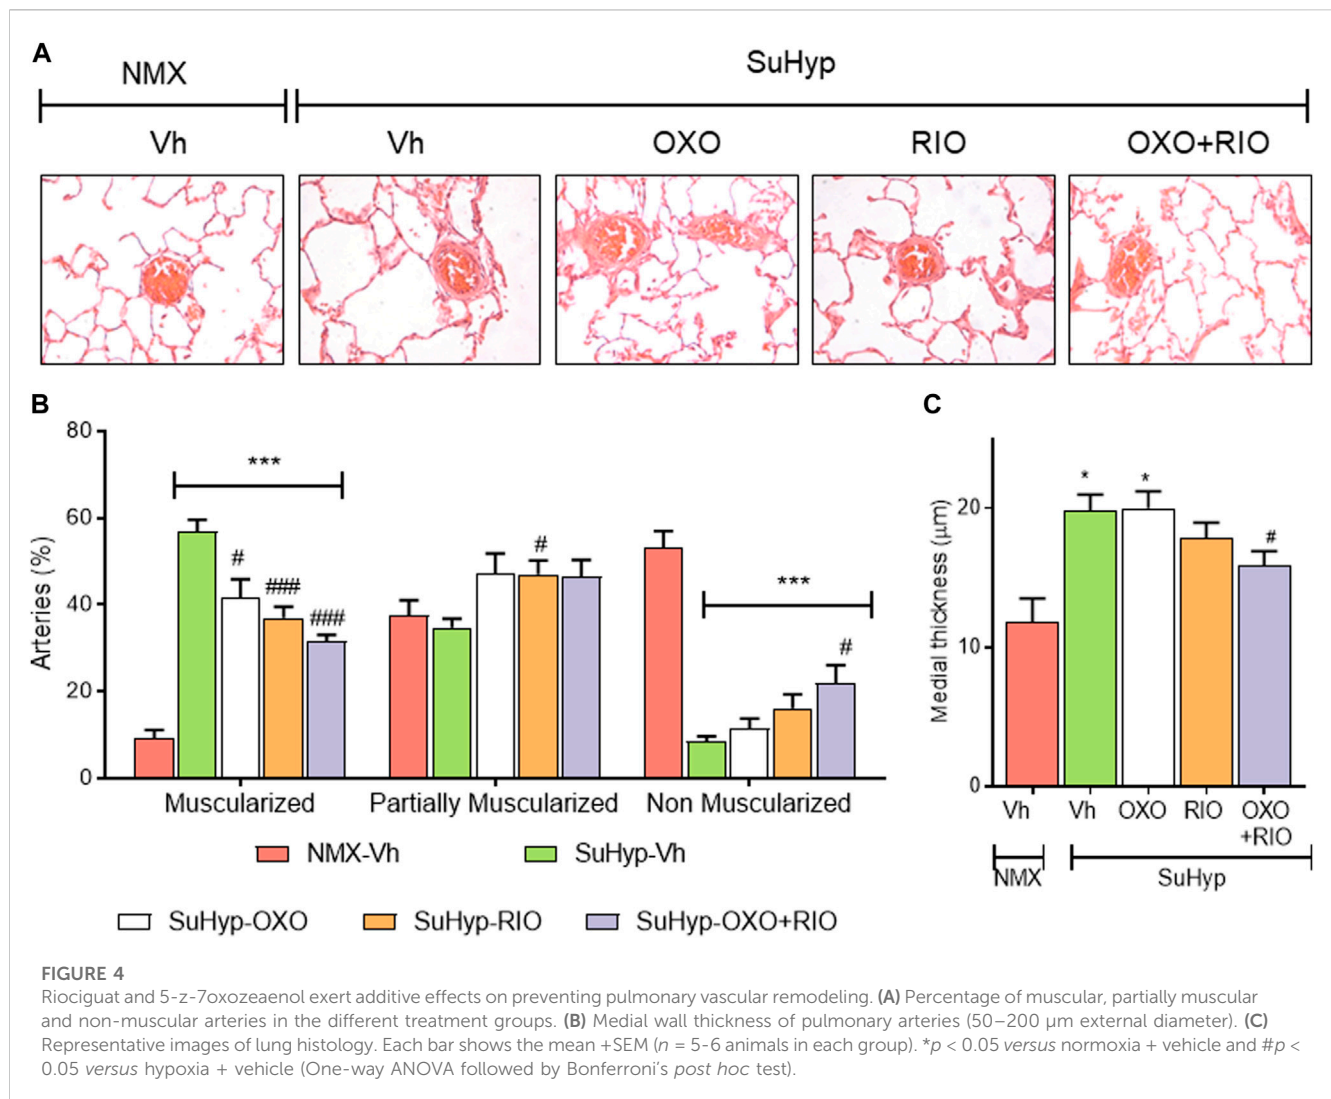 A
NMX
SuHyp
Vh
Vh
OXO
RIO
OXO+RIO
B
C
80
60
40
20
0
Arteries (%)
***
#
###
###
#
***
#
Muscularized
Partially Muscularized
Non Muscularized
NMX-Vh
SuHyp-Vh
SuHyp-OXO
SuHyp-RIO
SuHyp-OXO+RIO
20
10
0
Medial thickness (µm)
*
*
#
Vh
Vh
OXO
RIO
OXO
+RIO
NMX
SuHyp
FIGURE 4
Riociguat and 5-z-7oxozeaenol exert additive effects on preventing pulmonary vascular remodeling. (A) Percentage of muscular, partially muscular
and non-muscular arteries in the different treatment groups. (B) Medial wall thickness of pulmonary arteries (50–200 µm external diameter). (C)
Representative images of lung histology. Each bar shows the mean +SEM (n = 5-6 animals in each group). *p < 0.05 versus normoxia + vehicle and #p <
0.05 versus hypoxia + vehicle (One-way ANOVA followed by Bonferroni’s post hoc test).